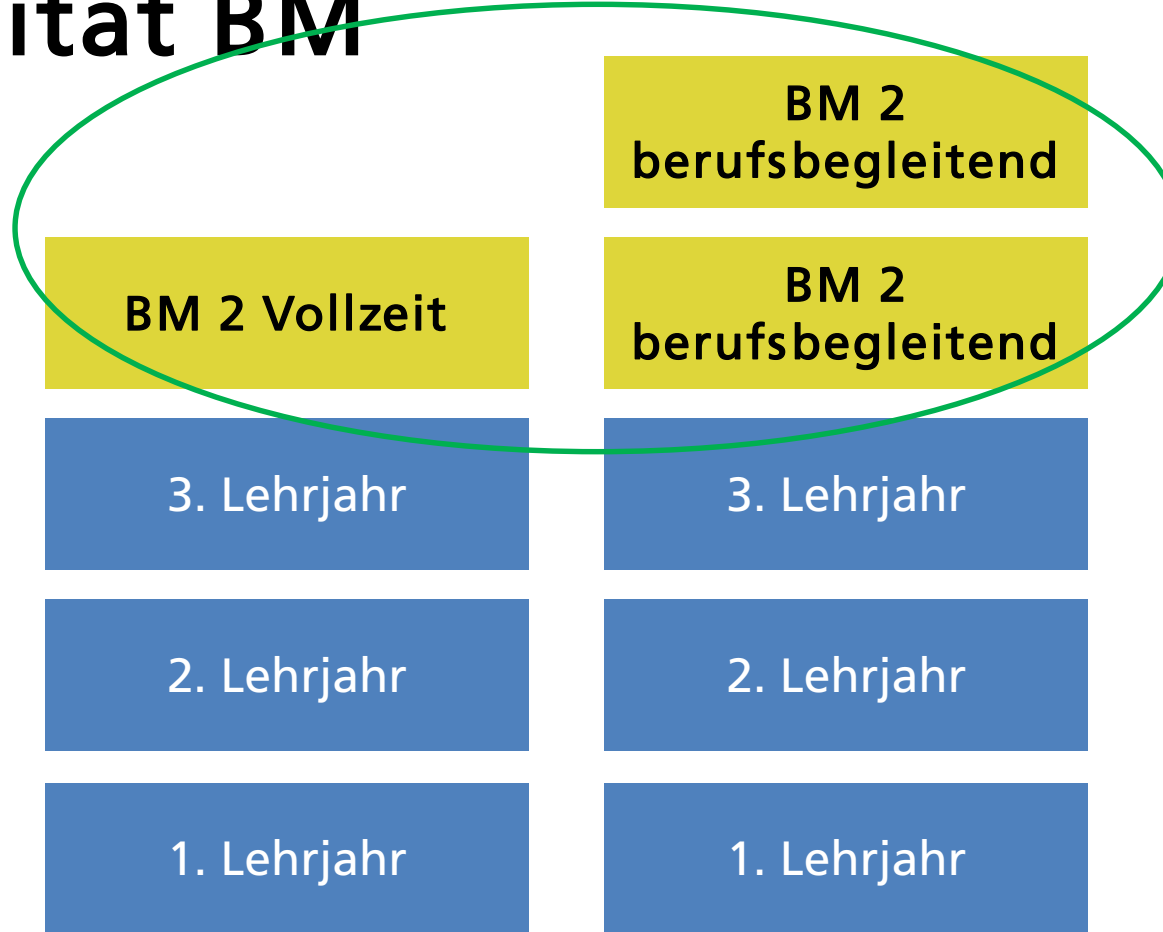 ität BM
BM 2
berufsbegleitend
BM 2 Vollzeit
BM 2
berufsbegleitend
3. Lehrjahr
3. Lehrjahr
2. Lehrjahr
2. Lehrjahr
1. Lehrjahr
1. Lehrjahr